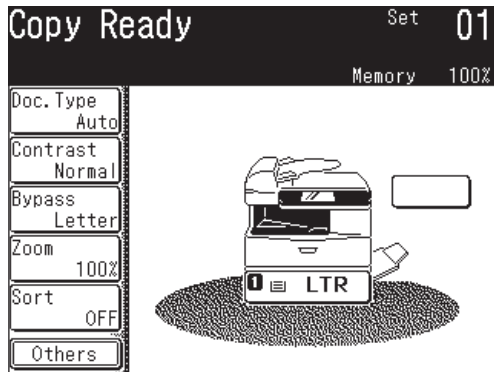 Copy Ready Set 01
Memory 100%
Doc.Type
Auto
Contrast
Normal
Bypass
Letter
Zoom
100%
Sort
OFF
Others
1 LTR